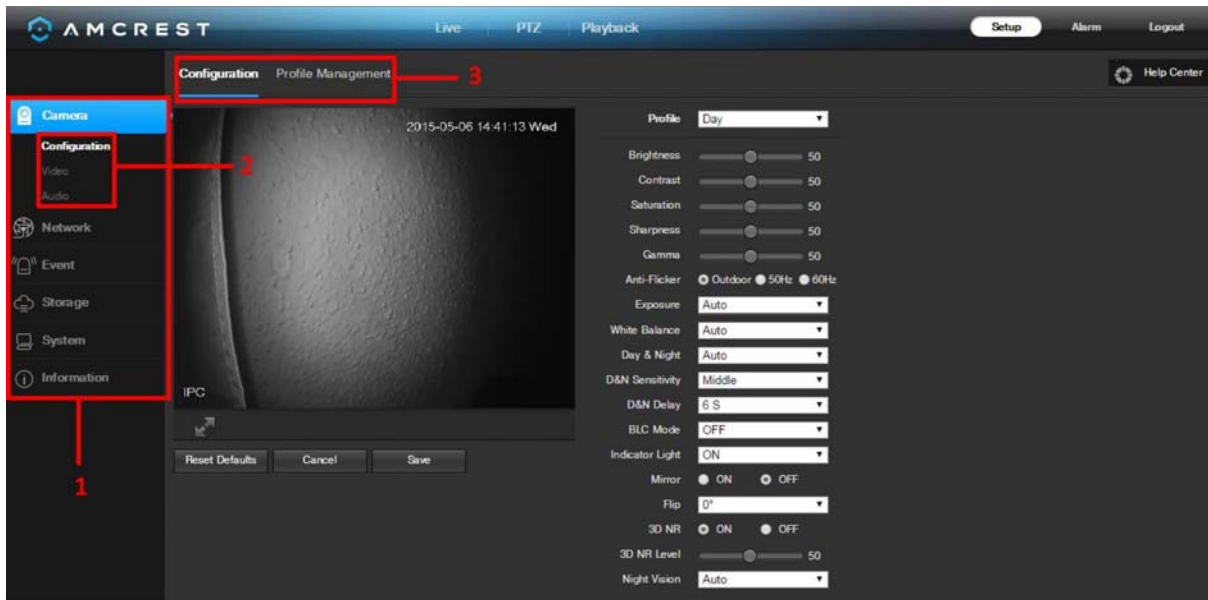 AMCREST
Live PTZ Playback
Setup Alarm Logout
Configuration Profile Management 3
Help Center
Camera
Configuration
Video
Audio
2
Network
Event
Storage
System
Information
1
2015-05-06 14:41:13 Wed
IPC
Reset Defaults Cancel Save
Profile Day
Brightness 50
Contrast 50
Saturation 50
Sharpness 50
Gamma 50
Anti-Flicker Outdoor 50Hz 60Hz
Exposure Auto
White Balance Auto
Day & Night Auto
D&N Sensitivity Middle
D&N Delay 6 S
BLC Mode OFF
Indicator Light ON
Mirror ON OFF
Flip 0°
3D NR ON OFF
3D NR Level 50
Night Vision Auto